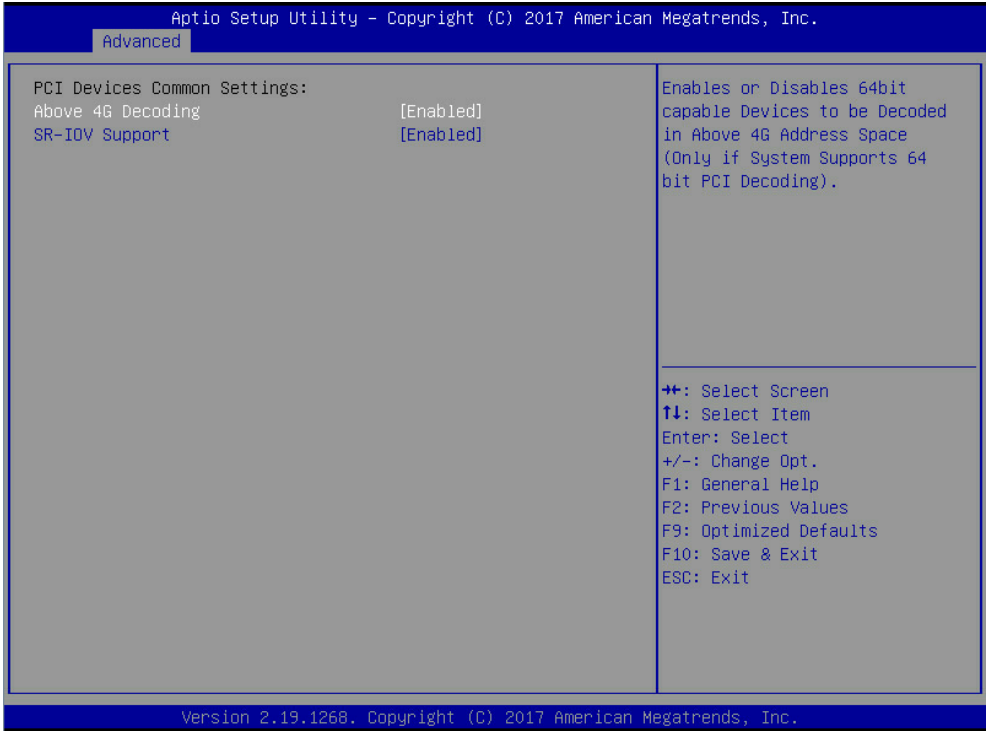 Aptio Setup Utility – Copyright (C) 2017 American Megatrends, Inc.
Advanced
PCI Devices Common Settings:
Above 4G Decoding [Enabled]
SR-IOV Support [Enabled]
Enables or Disables 64bit
capable Devices to be Decoded
in Above 4G Address Space
(Only if System Supports 64
bit PCI Decoding).
→←: Select Screen
↑↓: Select Item
Enter: Select
+/-: Change Opt.
F1: General Help
F2: Previous Values
F9: Optimized Defaults
F10: Save & Exit
ESC: Exit
Version 2.19.1268. Copyright (C) 2017 American Megatrends, Inc.